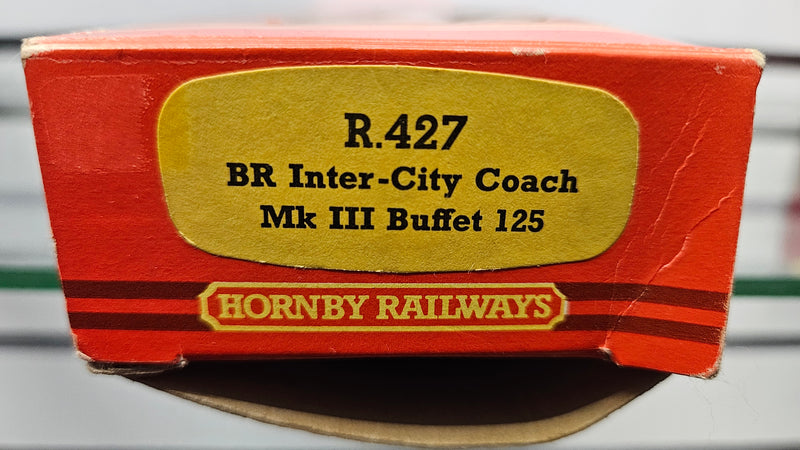 R.427
BR Inter-City Coach
Mk III Buffet 125
HORNBY RAILWAYS